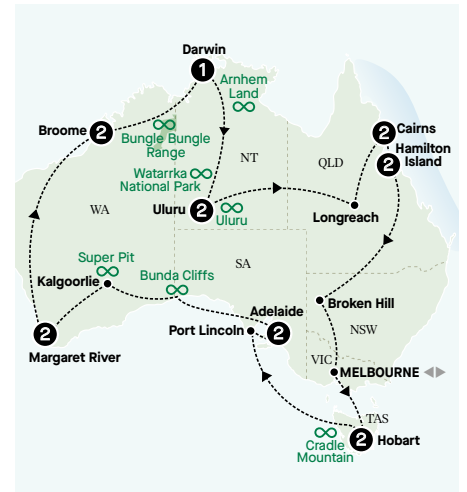 Darwin
1
Arnhem
Land
Broome 2
Bungle Bungle
Range
2 Cairns
Hamilton
2 Island
NT
QLD
Watarrka
National Park
WA
Uluru 2
Uluru
Longreach
SA
Super Pit
Kalgoorlie
Bunda Cliffs
Broken Hill
Adelaide
2
Port Lincoln
NSW
2
Margaret River
VIC
MELBOURNE
TAS
2 Hobart
Cradle
Mountain